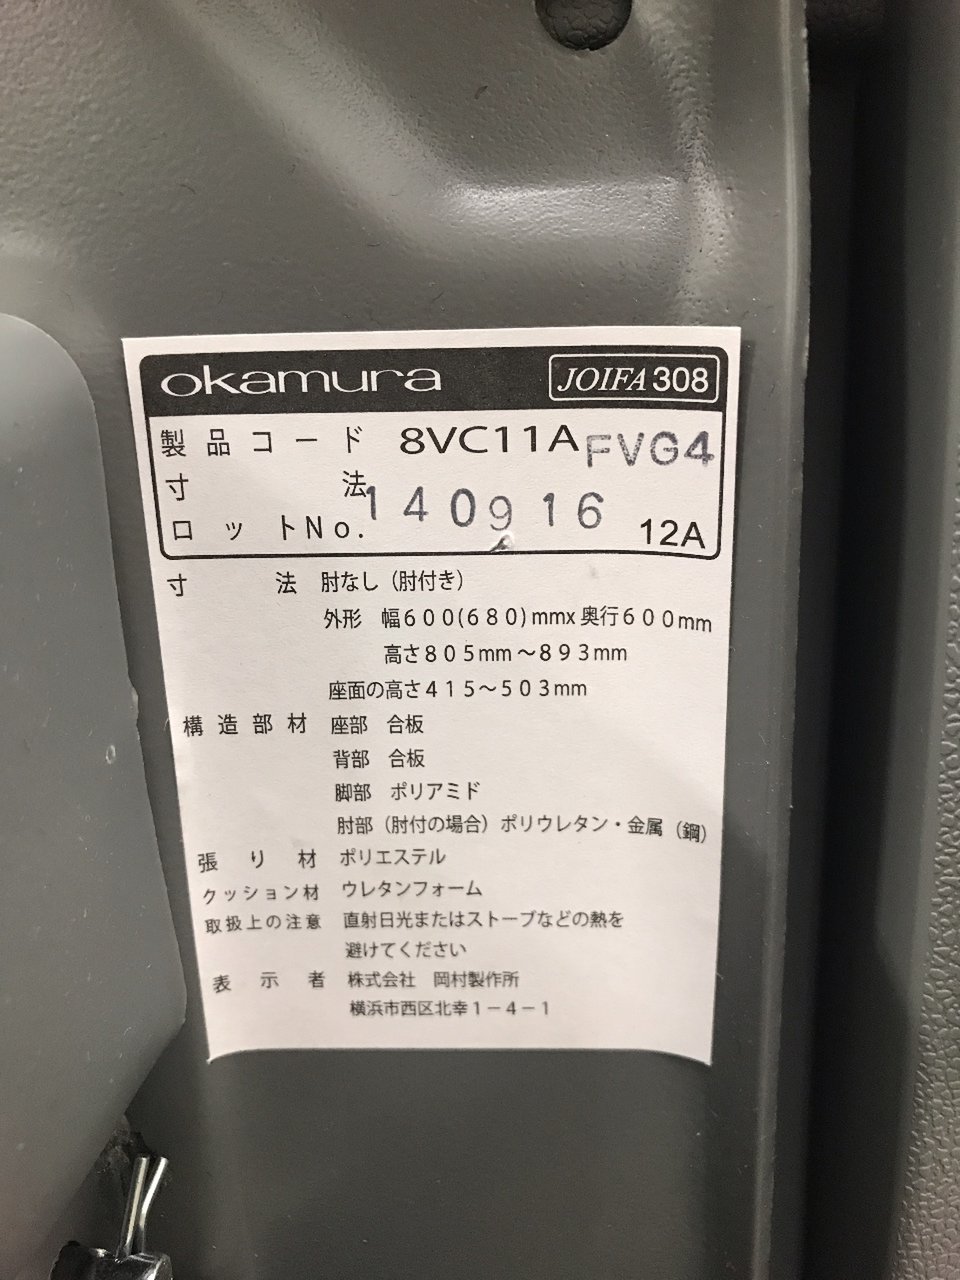 okamura JOIFA 308
製品コード 8VC11A FVG4
寸法
ロットNo. 140916 12A
寸法 肘なし（肘付き）
外形 幅６００(６８０)mmx奥行６００mm
高さ８０５mm～８９３mm
座面の高さ４１５～５０３mm
構造部材 座部 合板
背部 合板
脚部 ポリアミド
肘部（肘付の場合）ポリウレタン・金属（鋼）
張り材 ポリエステル
クッション材 ウレタンフォーム
取扱上の注意 直射日光またはストーブなどの熱を
避けてください
表示者 株式会社 岡村製作所
横浜市西区北幸１－４－１